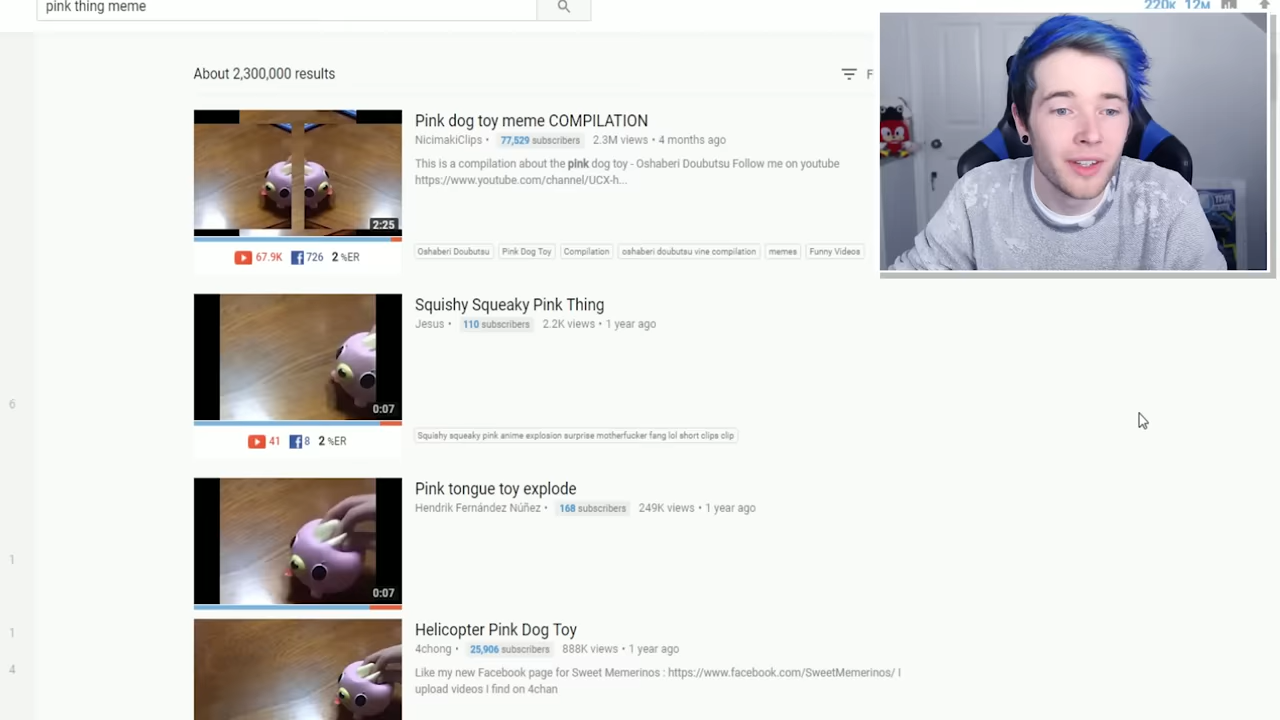 pink thing meme
220K 12M
About 2,300,000 results
F
Pink dog toy meme COMPILATION
NicimakiClips • 77,529 subscribers 2.3M views • 4 months ago
This is a compilation about the pink dog toy - Oshaberi Doubutsu Follow me on youtube
https://www.youtube.com/channel/UCX-h...
2:25
67.9K 726 2 %ER
Oshaberi Doubutsu Pink Dog Toy Compilation oshaberi doubutsu vine compilation memes Funny Videos
Squishy Squeaky Pink Thing
Jesus • 110 subscribers 2.2K views • 1 year ago
6
0:07
41 8 2 %ER
Squishy squeaky pink anime explosion surprise motherfucker fang lol short clips clip
Pink tongue toy explode
Hendrik Fernández Núñez • 168 subscribers 249K views • 1 year ago
1
0:07
Helicopter Pink Dog Toy
1
4chong • 25,906 subscribers 888K views • 1 year ago
4
Like my new Facebook page for Sweet Memerinos : https://www.facebook.com/SweetMemerinos/ I
upload videos I find on 4chan